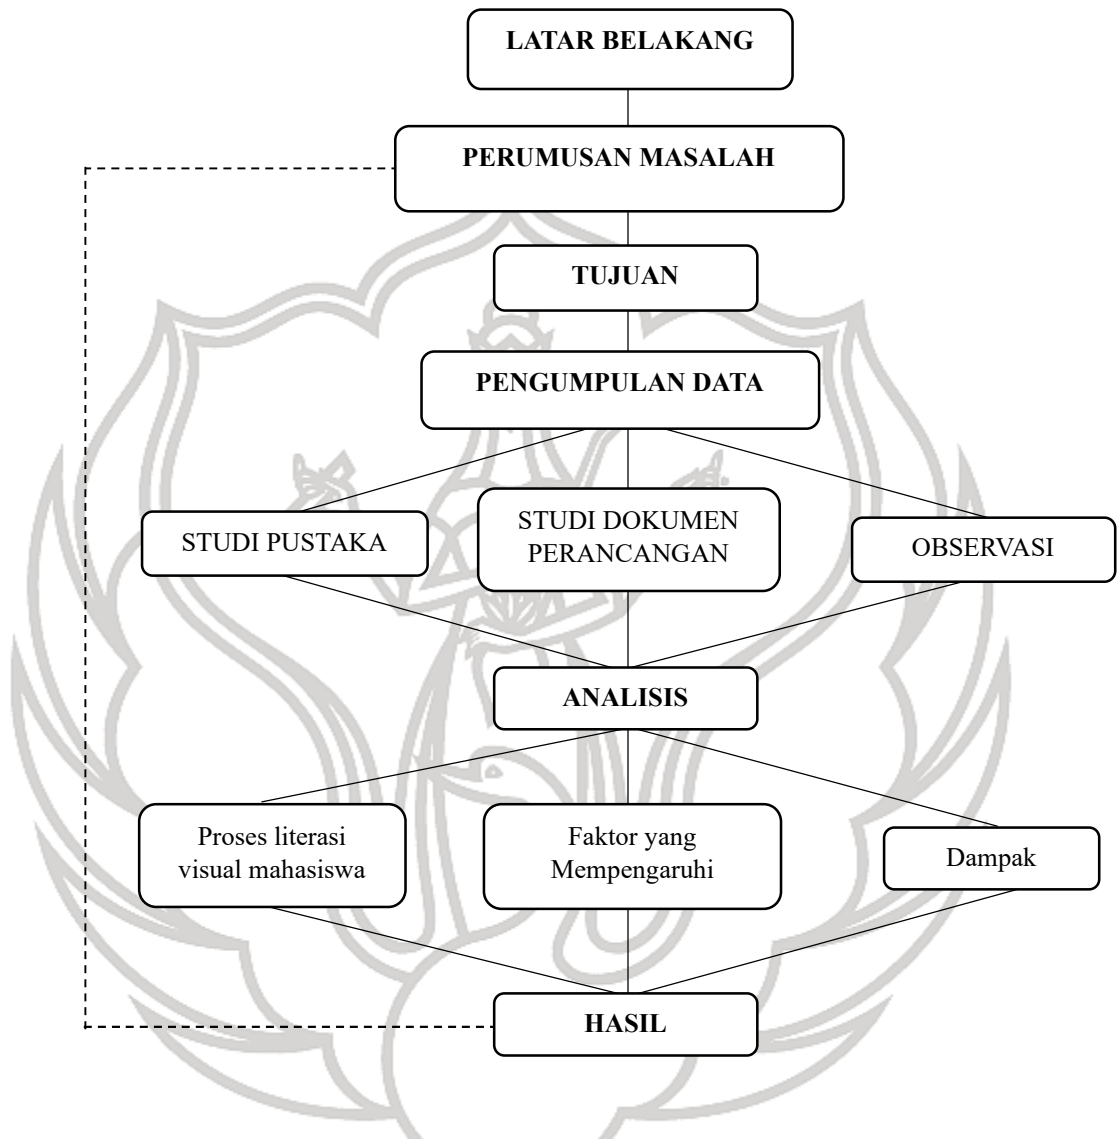 LATAR BELAKANG
PERUMUSAN MASALAH
TUJUAN
PENGUMPULAN DATA
STUDI PUSTAKA
STUDI DOKUMEN
PERANCANGAN
OBSERVASI
ANALISIS
Proses literasi
visual mahasiswa
Faktor yang
Mempengaruhi
Dampak
HASIL